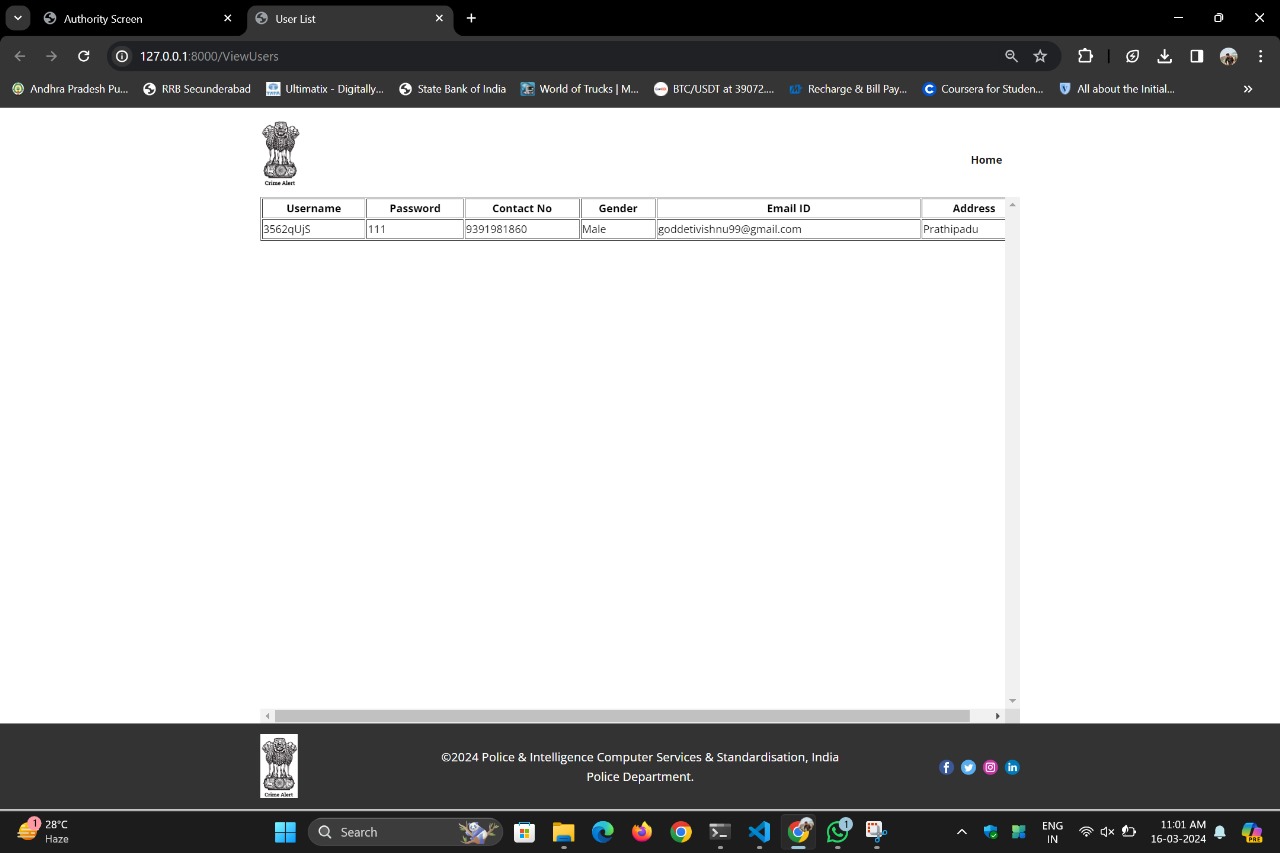 Authority Screen
User List
127.0.0.1:8000/ViewUsers
Andhra Pradesh Pu... RRB Secunderabad Ultimatix - Digitally... State Bank of India World of Trucks | M... BTC/USDT at 39072.... Recharge & Bill Pay... Coursera for Studen... All about the Initial...
Crime Alert
Home
Username Password Contact No Gender Email ID Address
3562qUjS 111 9391981860 Male goddetivishnu99@gmail.com Prathipadu
Crime Alert
©2024 Police & Intelligence Computer Services & Standardisation, India
Police Department.
1
28°C
Haze
Search
1
ENG
IN
11:01 AM
16-03-2024
PRE